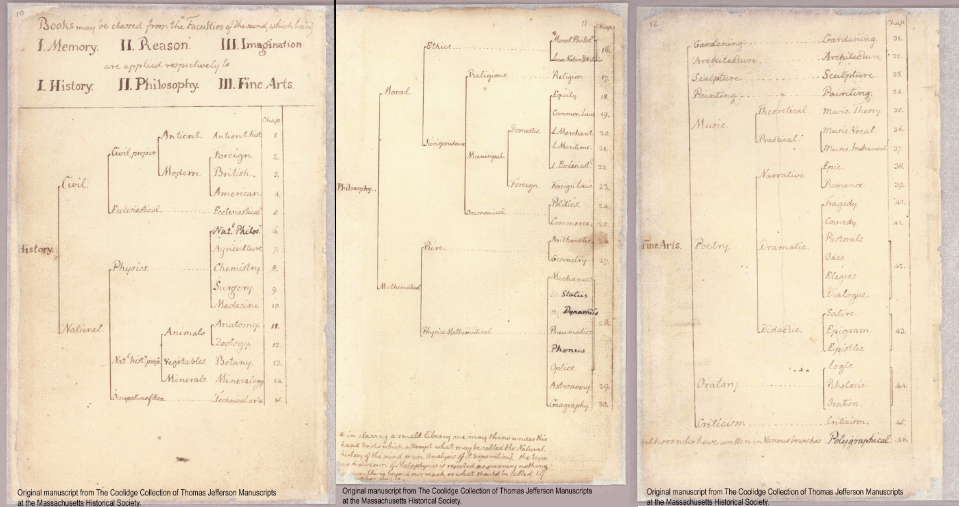 10
Books may be classed from the Faculties of the mind, which being
I. Memory. II. Reason. III. Imagination
are applied respectively to
I. History. II. Philosophy. III. Fine Arts.
Chap.
History.
Civil.
Civil proper
Antient
Antient hist
1.
Modern
Foreign
2.
British
3.
American
4.
Ecclesiastical
Ecclesiastical
5
Natural
Physics
Natl. Philos.
6.
Agriculture
7.
Chemistry
8.
Surgery
9.
Medecine
10.
Natl. hist. prop.
Animals
Anatomy
11.
Zoology
12.
Vegetables
Botany
13.
Minerals
Mineralogy
14.
Occupations of Man
Technical arts
15.
Original manuscript from The Coolidge Collection of Thomas Jefferson Manuscripts
at the Massachusetts Historical Society.
11
Chap.
Philosophy.
Moral
Ethics
*Moral Philos.
16.
Jurisprudence
Religious
Religion
17.
Municipal
Domestic
Equity
18
Common Law
19.
L. Merchant
20.
L. Maritime
21.
L. Ecclesiast.
22.
Foreign
Foreign Law
23.
Oeconomical
Politics
24.
Commerce
25.
Mathematical
Pure
Arithmetic
26
Geometry
27.
Physico-Mathematical
Mechanics
Statics
Dynamics
28.
Pneumatics
Phonics
Optics
Astronomy
29.
Geography
30.
* in classing a small library one may throw under this
head books which attempt what may be called the Natural
history of the mind or an Analysis of it's operations. the term
and division of Metaphysics is rejected as meaning nothing
or something beyond our reach, or what should be called by
Original manuscript from The Coolidge Collection of Thomas Jefferson Manuscripts
at the Massachusetts Historical Society.
12
Chap.
Fine Arts.
Gardening
Gardening
31.
Architecture
Architecture
32.
Sculpture
Sculpture
33.
Painting
Painting
34.
Music
Theoretical
Music Theory
35.
Practical
Music Vocal
36.
Music Instrument
37.
Poetry
Narrative
Epic
38.
Romance
39.
Dramatic
Tragedy
40.
Comedy
41.
Pastorals
Odes
Elegies
42.
Dialogue
Didactic
Satire
Epigram
43.
Epistles
Oratory
Logic
Rhetoric
44.
Oration
Criticism
Criticism
45.
Authors who have written in various branches
Polygraphical
46.
Original manuscript from The Coolidge Collection of Thomas Jefferson Manuscripts
at the Massachusetts Historical Society.